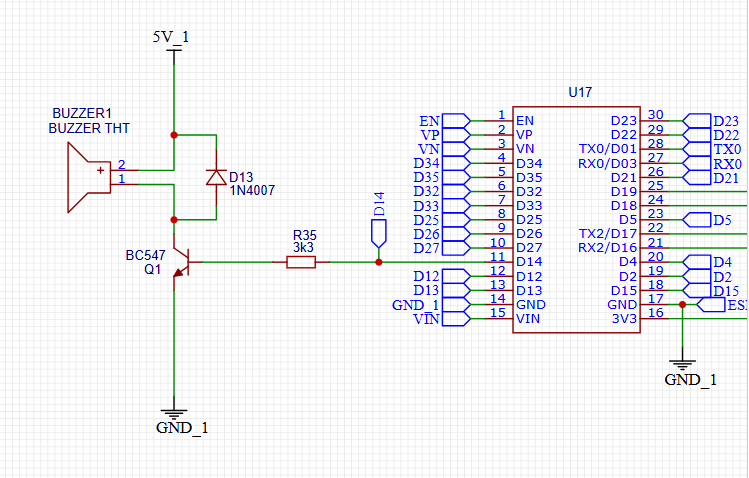 5V_1
BUZZER1
BUZZER THT
+
2
1
D13
1N4007
BC547
Q1
R35
3k3
D14
GND_1
U17
EN 1 EN
VP 2 VP
VN 3 VN
D34 4 D34
D35 5 D35
D32 6 D32
D33 7 D33
D25 8 D25
D26 9 D26
D27 10 D27
11 D14
D12 12 D12
D13 13 D13
GND_1 14 GND
VIN 15 VIN
D23 30 D23
D22 29 D22
TX0/D01 28 TX0
RX0/D03 27 RX0
D21 26 D21
D19 25
D18 24
D5 23 D5
TX2/D17 22
RX2/D16 21
D4 20 D4
D2 19 D2
D15 18 D15
GND 17
3V3 16
GND_1